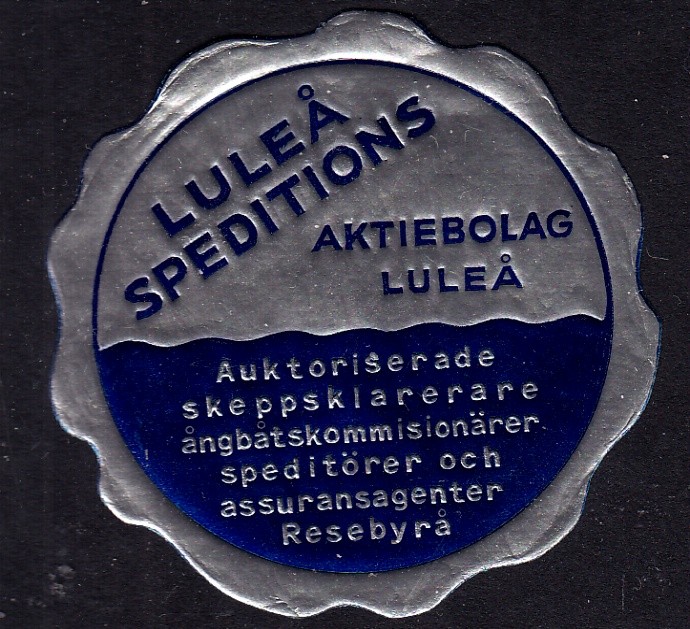 LULEÅ
SPEDITIONS
AKTIEBOLAG
LULEÅ
Auktoriserade
skeppsklarerare
ångbåtskommisionärer
speditörer och
assuransagenter
Resebyrå